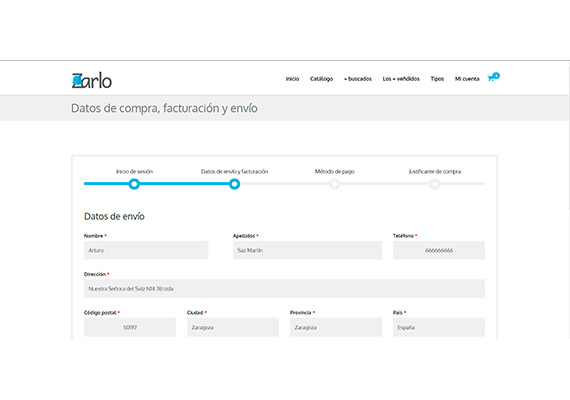 Zarlo
Inicio Catálogo + buscados Los + vendidos Tipos Mi cuenta
Datos de compra, facturación y envío
Inicio de sesión Datos de envío y facturación Método de pago Justificante de compra
Datos de envío
Nombre * Apellidos * Teléfono *
Arturo Saz Martín 666666666
Dirección *
Nuestra Señora del Salz N14 3B izda
Código postal * Ciudad * Provincia * País *
50197 Zaragoza Zaragoza España